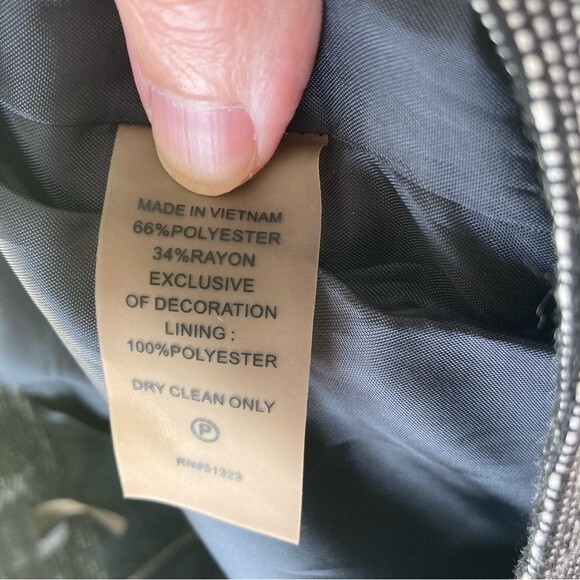 MADE IN VIETNAM
66%POLYESTER
34%RAYON
EXCLUSIVE
OF DECORATION
LINING :
100%POLYESTER
DRY CLEAN ONLY
P
RN#51323